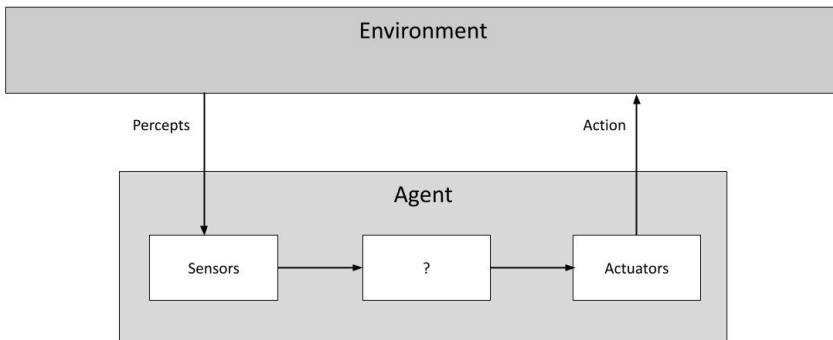 Environment
Percepts
Action
Agent
Sensors
?
Actuators